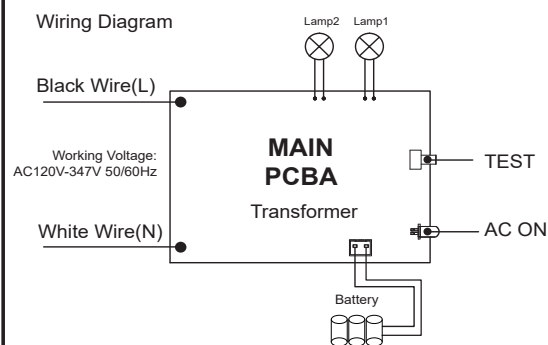 Wiring Diagram
Lamp2 Lamp1
Black Wire(L)
Working Voltage:
AC120V-347V 50/60Hz
White Wire(N)
MAIN
PCBA
Transformer
TEST
AC ON
Battery